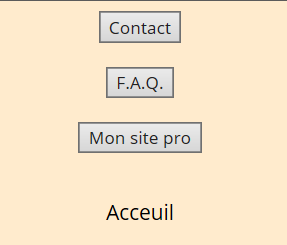 Contact
F.A.Q.
Mon site pro
Acceuil